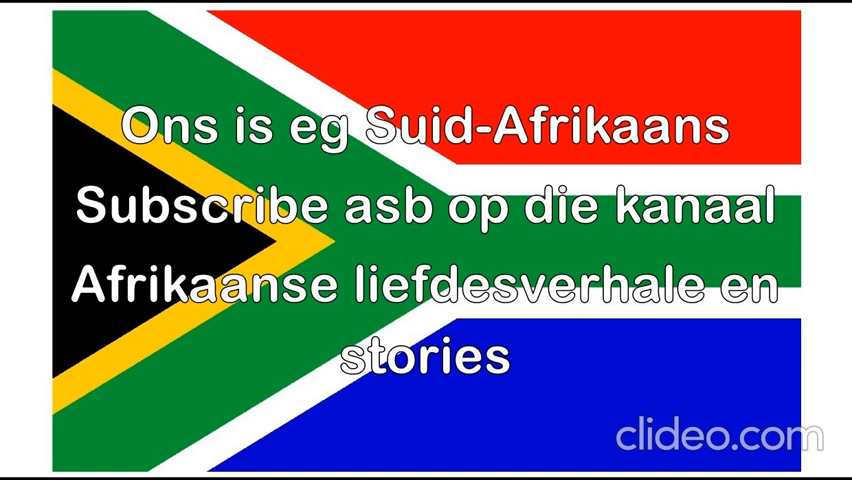 Ons is eg Suid-Afrikaans
Subscribe asb op die kanaal
Afrikaanse liefdesverhale en
stories
clideo.com